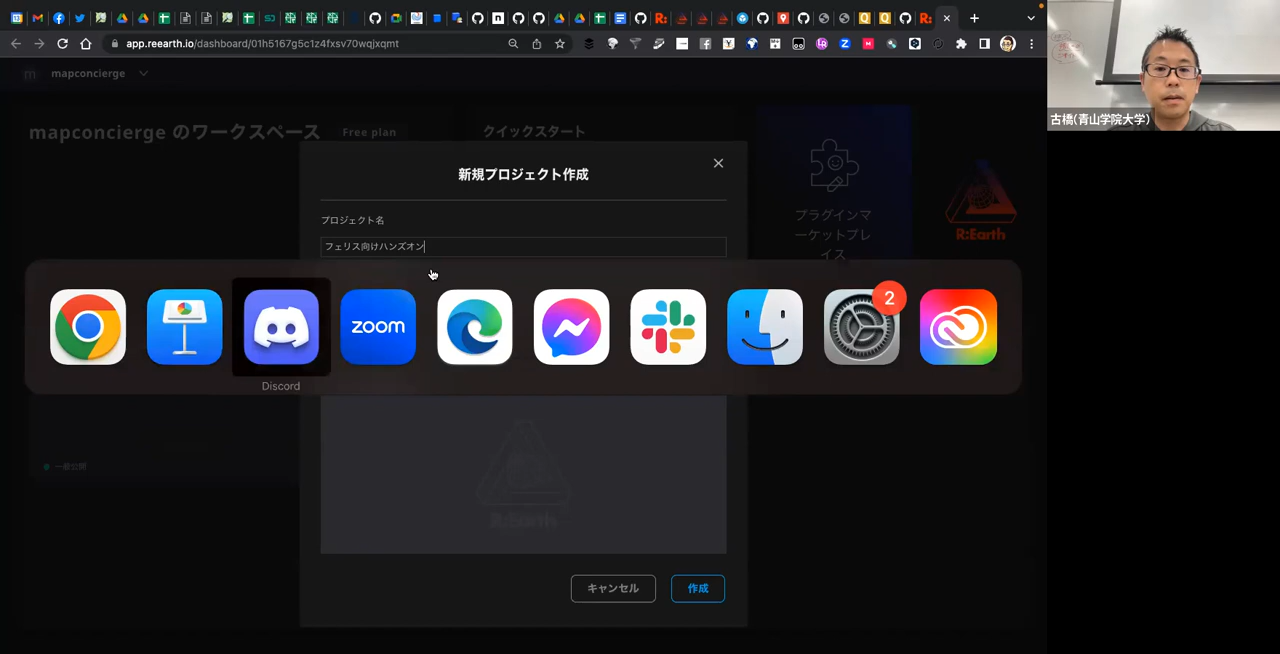 app.reearth.io/dashboard/01h5167g5c1z4fxsv70wqjxqmt
m
mapconcierge
mapconcierge のワークスペース
Free plan
クイックスタート
新規プロジェクト作成
プロジェクト名
フェリス向けハンズオン
プラグインマ
ーケットプレ
イス
R:Earth
古橋(青山学院大学)
zoom
2
Discord
一般公開
R:Earth
キャンセル
作成